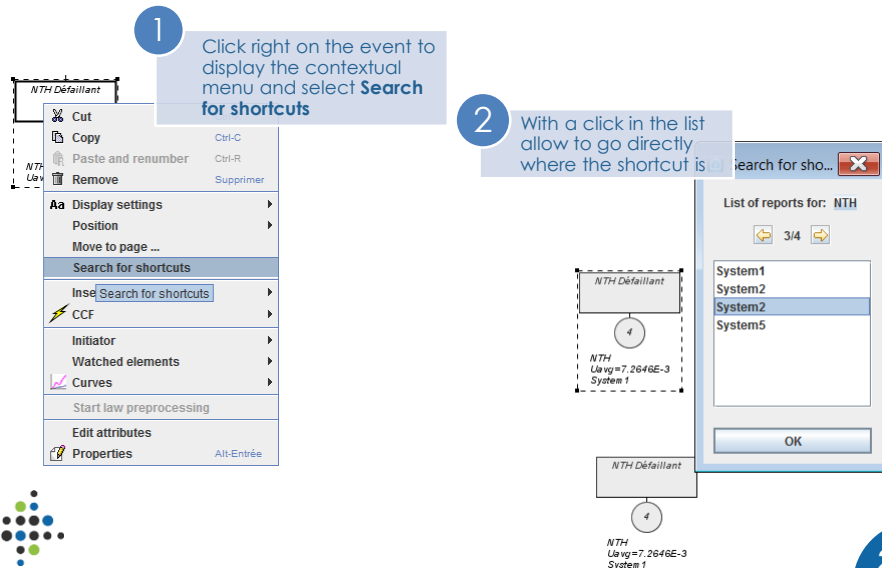 1
Click right on the event to
display the contextual
menu and select Search
for shortcuts
NTH Défaillant
NTH
Cut
Copy Ctrl-C
Paste and renumber Ctrl-R
Remove Supprimer
Aa Display settings
Position
Move to page ...
Search for shortcuts
Search for shortcuts
CCF
Initiator
Watched elements
Curves
Start law preprocessing
Edit attributes
Properties Alt-Entrée
2
With a click in the list
allow to go directly
where the shortcut is
Search for sho...
List of reports for: NTH
3/4
System1
System2
System2
System5
OK
NTH Défaillant
4
NTH
Uavg=7.2646E-3
System1
NTH Défaillant
4
NTH
Uavg=7.2646E-3
System1